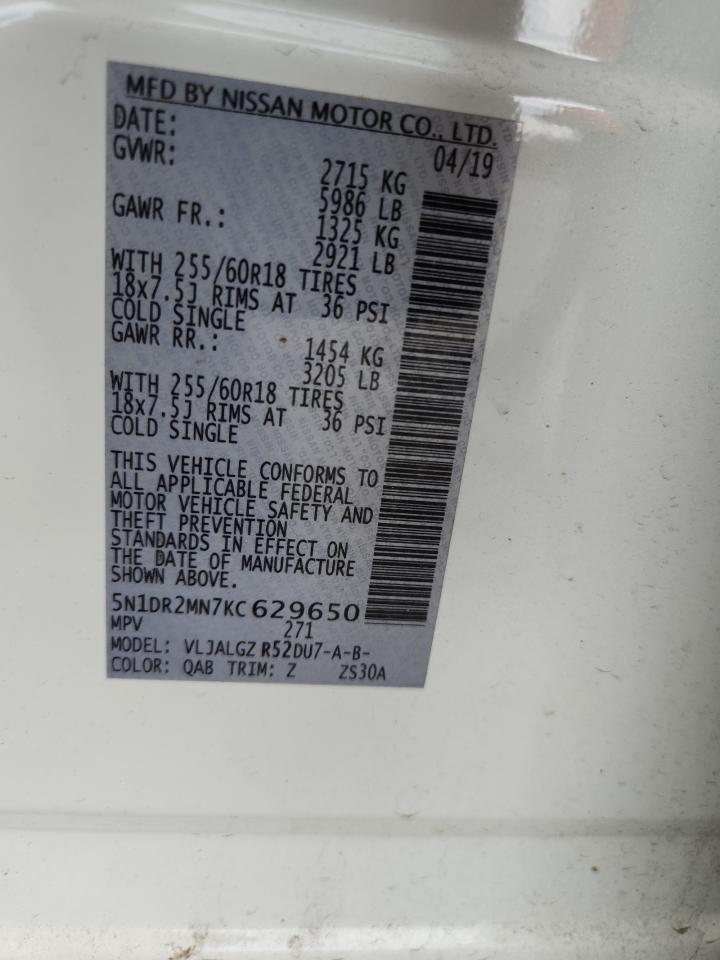 MFD BY NISSAN MOTOR CO., LTD.
DATE: 04/19
GVWR: 2715 KG
5986 LB
GAWR FR.: 1325 KG
2921 LB
WITH 255/60R18 TIRES
18x7.5J RIMS AT 36 PSI
COLD SINGLE
GAWR RR.: 1454 KG
3205 LB
WITH 255/60R18 TIRES
18x7.5J RIMS AT 36 PSI
COLD SINGLE
THIS VEHICLE CONFORMS TO
ALL APPLICABLE FEDERAL
MOTOR VEHICLE SAFETY AND
THEFT PREVENTION
STANDARDS IN EFFECT ON
THE DATE OF MANUFACTURE
SHOWN ABOVE.
5N1DR2MN7KC629650
MPV 271
MODEL: VLJALGZ R52DU7-A-B-
COLOR: QAB TRIM: Z ZS30A